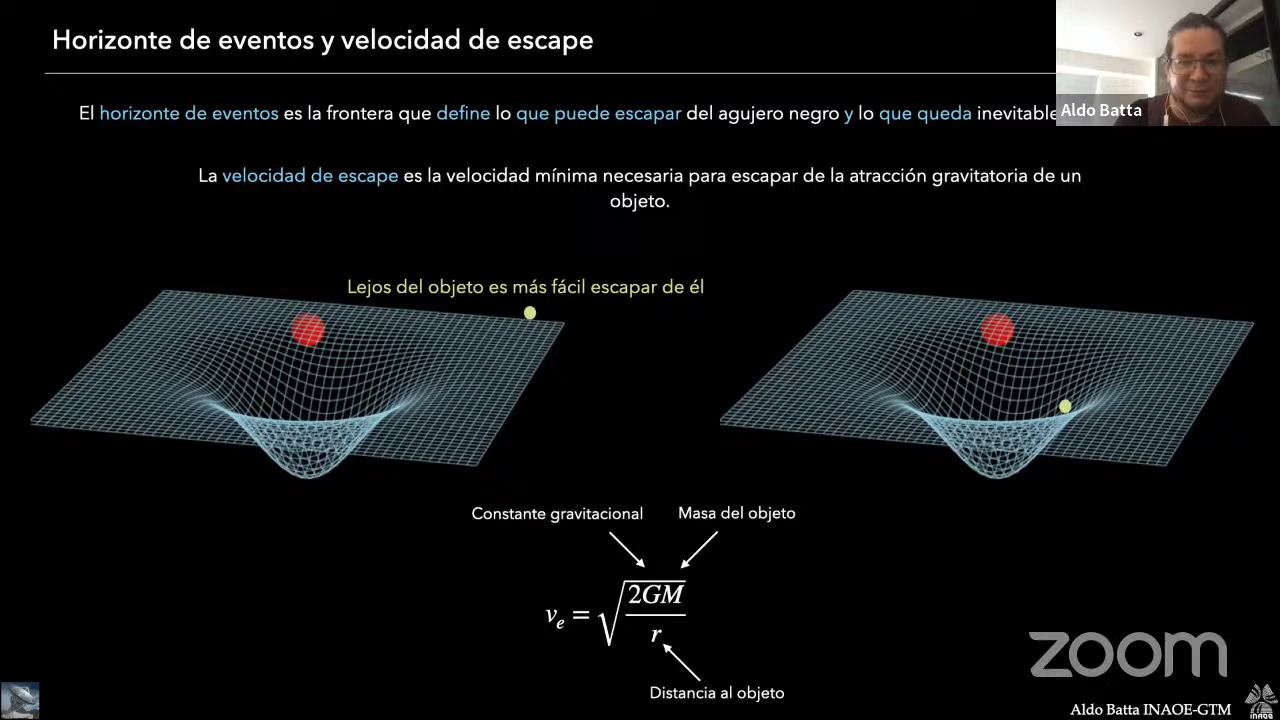 Horizonte de eventos y velocidad de escape
Aldo Batta
El horizonte de eventos es la frontera que define lo que puede escapar del agujero negro y lo que queda
La velocidad de escape es la velocidad mínima necesaria para escapar de la atracción gravitatoria de un
objeto.
Lejos del objeto es más fácil escapar de él
Constante gravitacional
Masa del objeto
vₑ = √(2GM/r)
Distancia al objeto
zoom
Aldo Batta INAOE-GTM